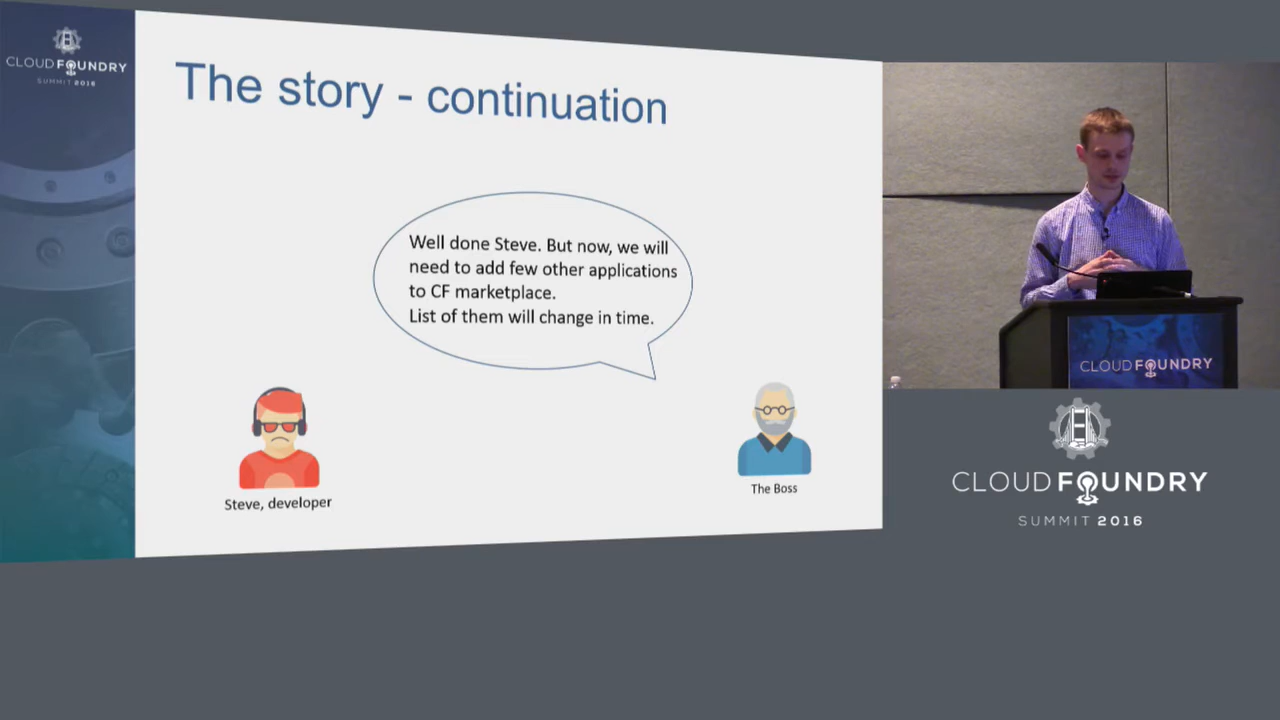 CLOUD FOUNDRY
SUMMIT 2016
The story - continuation
Well done Steve. But now, we will
need to add few other applications
to CF marketplace.
List of them will change in time.
Steve, developer
The Boss
CLOUD FOUNDRY
CLOUD FOUNDRY
SUMMIT 2016